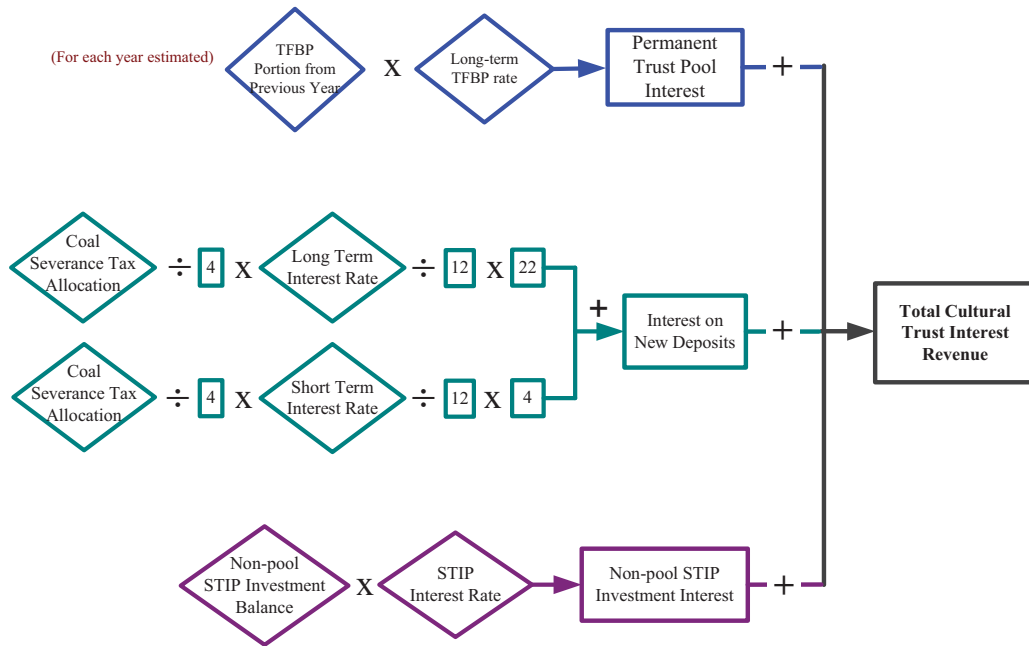 (For each year estimated)
TFBP
Portion from
Previous Year
X
Long-term
TFBP rate
Permanent
Trust Pool
Interest
+
Coal
Severance Tax
Allocation
÷
4
X
Long Term
Interest Rate
÷
12
X
22
+
Interest on
New Deposits
+
Total Cultural
Trust Interest
Revenue
Coal
Severance Tax
Allocation
÷
4
X
Short Term
Interest Rate
÷
12
X
4
Non-pool
STIP Investment
Balance
X
STIP
Interest Rate
Non-pool STIP
Investment Interest
+